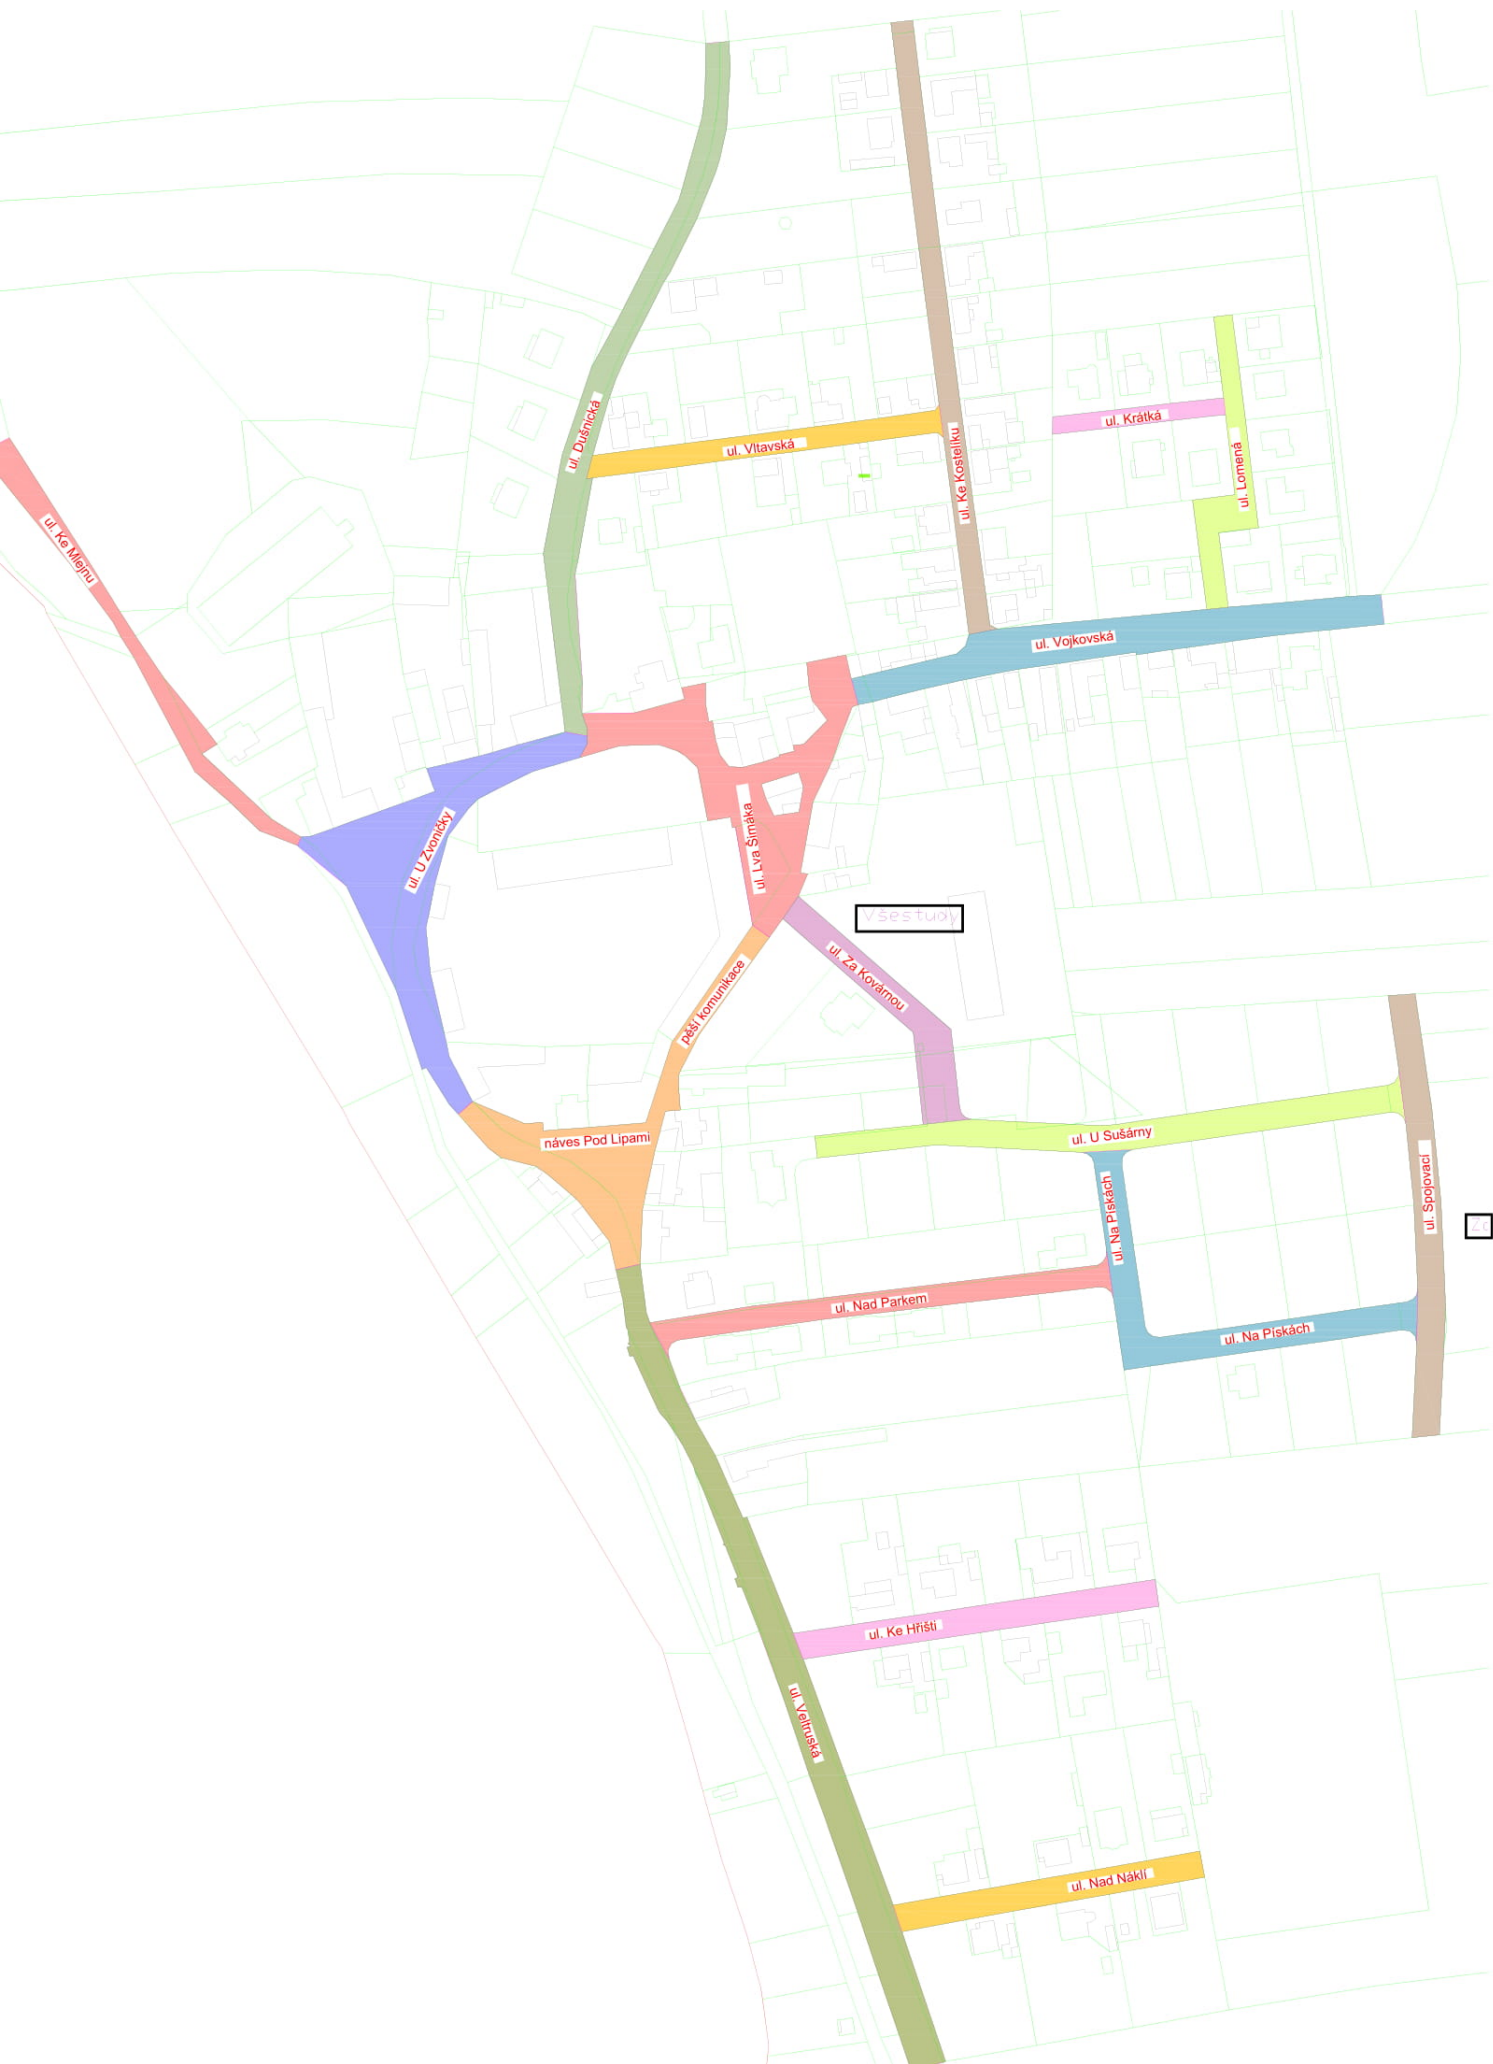 ul. Dušnická
ul. Vltavská
ul. Ke Kostelíku
ul. Krátká
ul. Lomená
ul. Ke Mlejnu
ul. Vojkovská
ul. U Zvoničky
ul. Lva Šimáka
Všestudy
ul. Za Kovárnou
pěší komunikace
náves Pod Lipami
ul. U Sušárny
ul. Na Pískách
ul. Spojovací
ul. Nad Parkem
ul. Na Pískách
ul. Ke Hřišti
ul. Veltruská
ul. Nad Náklí